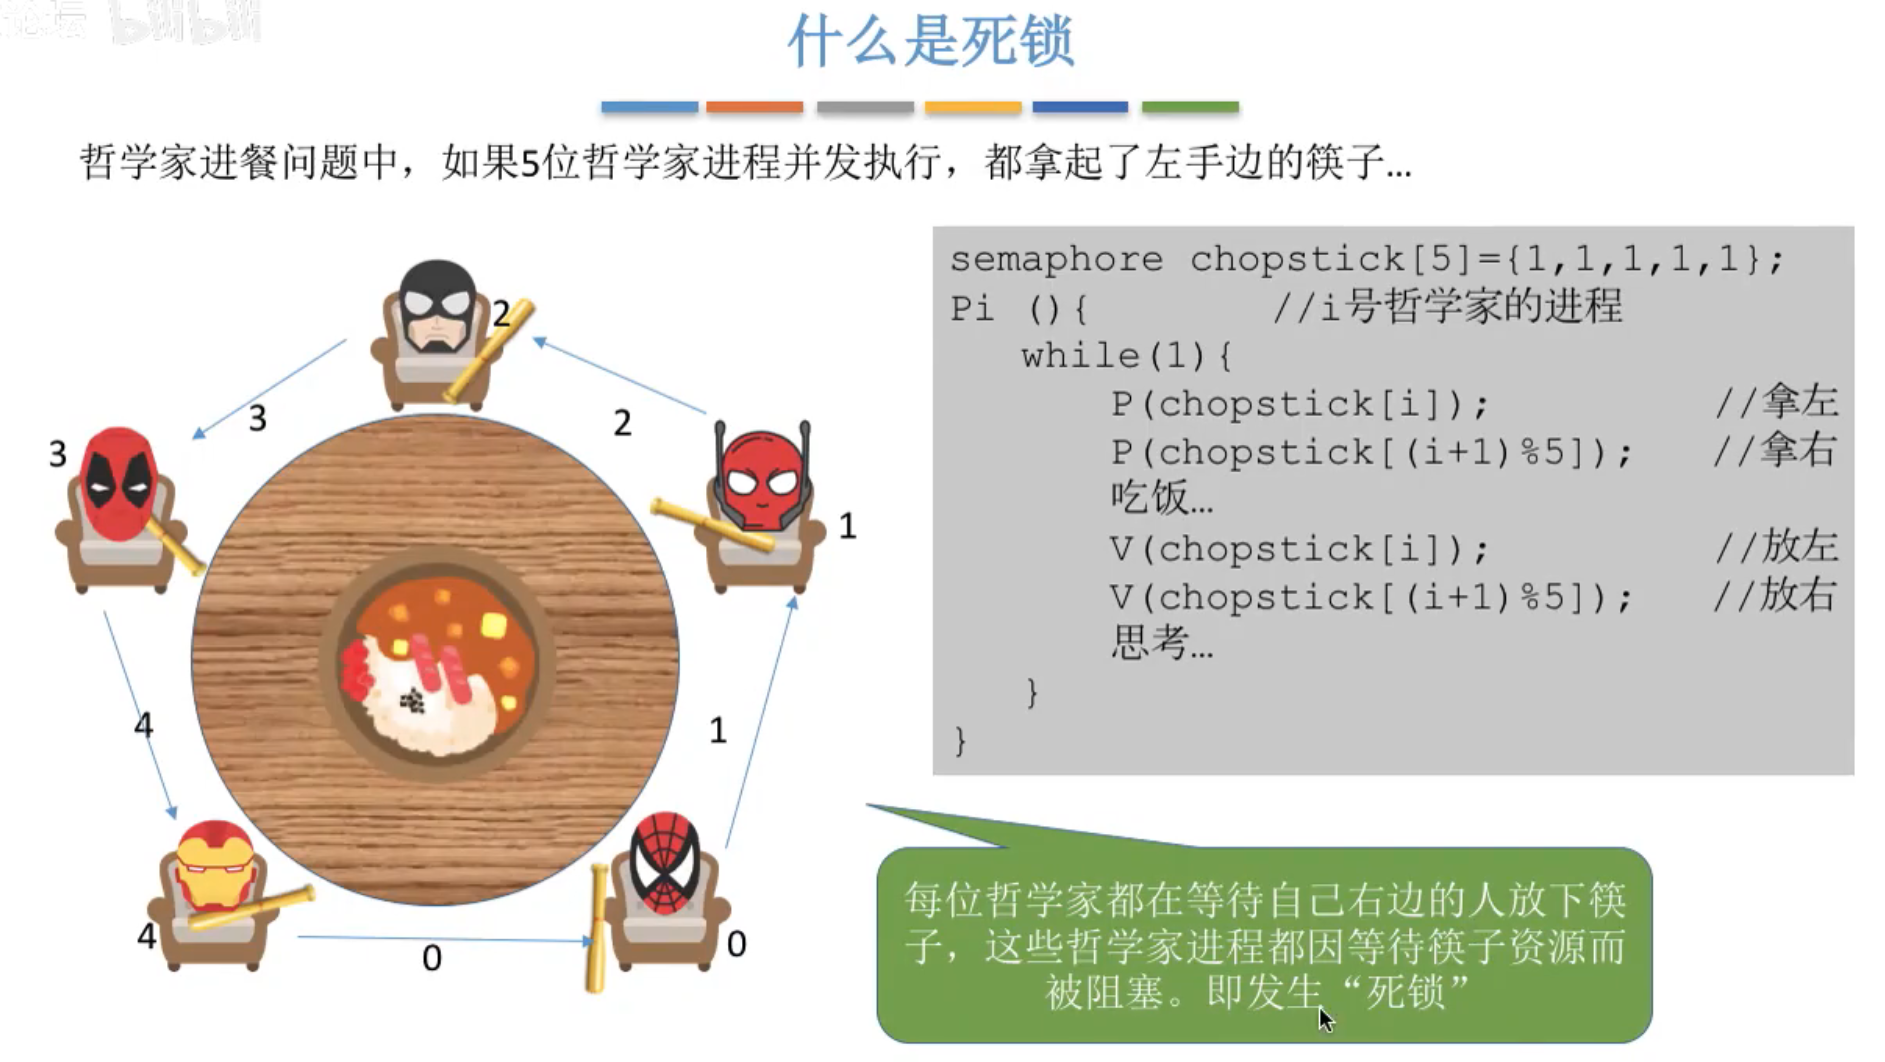 论坛 bilibili
什么是死锁
哲学家进餐问题中，如果5位哲学家进程并发执行，都拿起了左手边的筷子...
semaphore chopstick[5]={1,1,1,1,1};
Pi (){ //i号哲学家的进程
while(1){
P(chopstick[i]); //拿左
P(chopstick[(i+1)%5]); //拿右
吃饭...
V(chopstick[i]); //放左
V(chopstick[(i+1)%5]); //放右
思考...
}
}
2
3
2
3
1
4
1
4
0
0
每位哲学家都在等待自己右边的人放下筷
子，这些哲学家进程都因等待筷子资源而
被阻塞。即发生“死锁”